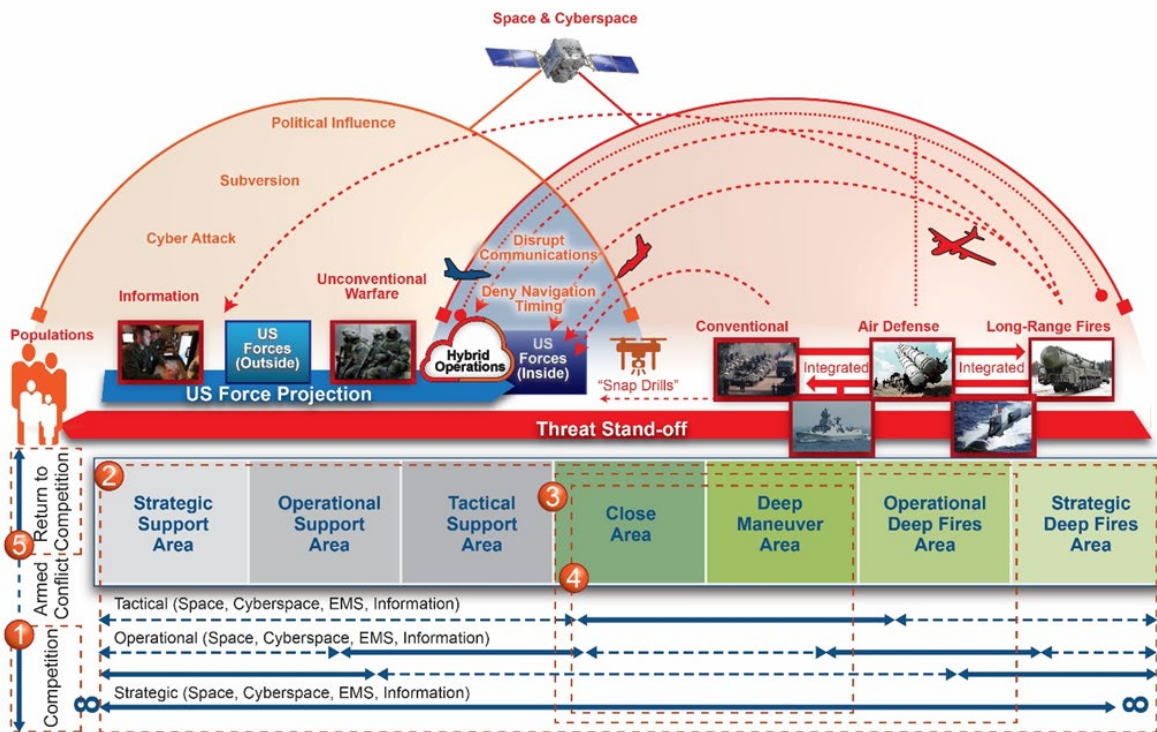 Space & Cyberspace
Political Influence
Subversion
Cyber Attack
Disrupt
Communications
Deny Navigation
Timing
Information
Unconventional
Warfare
Populations
US
Forces
(Outside)
Hybrid
Operations
US
Forces
(Inside)
Conventional
Air Defense
Long-Range Fires
Integrated
Integrated
"Snap Drills"
US Force Projection
Threat Stand-off
2
Strategic
Support
Area
Operational
Support
Area
Tactical
Support
Area
3
Close
Area
Deep
Maneuver
Area
Operational
Deep Fires
Area
Strategic
Deep Fires
Area
4
5
Return to
Competition
Armed
Conflict
1
Competition
Tactical (Space, Cyberspace, EMS, Information)
Operational (Space, Cyberspace, EMS, Information)
Strategic (Space, Cyberspace, EMS, Information)
∞
∞